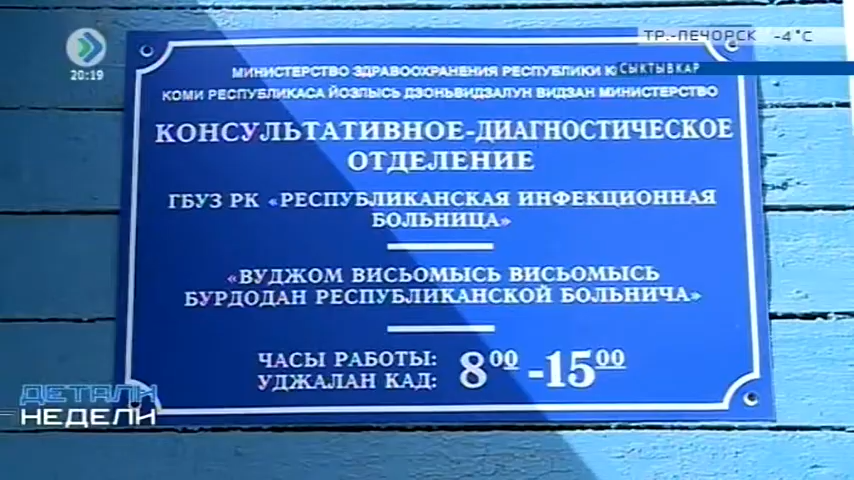 ТР.-ПЕЧОРСК -4°C
20:19
СЫКТЫВКАР
МИНИСТЕРСТВО ЗДРАВООХРАНЕНИЯ РЕСПУБЛИКИ
КОМИ РЕСПУБЛИКАСА ЙОЗЛЫСЬ ДЗОНЬВИДЗАЛУН ВИДЗАН МИНИСТЕРСТВО
КОНСУЛЬТАТИВНОЕ-ДИАГНОСТИЧЕСКОЕ
ОТДЕЛЕНИЕ
ГБУЗ РК «РЕСПУБЛИКАНСКАЯ ИНФЕКЦИОННАЯ
БОЛЬНИЦА»
«ВУДЖОМ ВИСЬОМЫСЬ ВИСЬОМЫСЬ
БУРДОДАН РЕСПУБЛИКАНСКОЙ БОЛЬНИЧА»
ЧАСЫ РАБОТЫ: 8⁰⁰-15⁰⁰
УДЖАЛАН КАД:
ДЕТАЛИ
НЕДЕЛИ